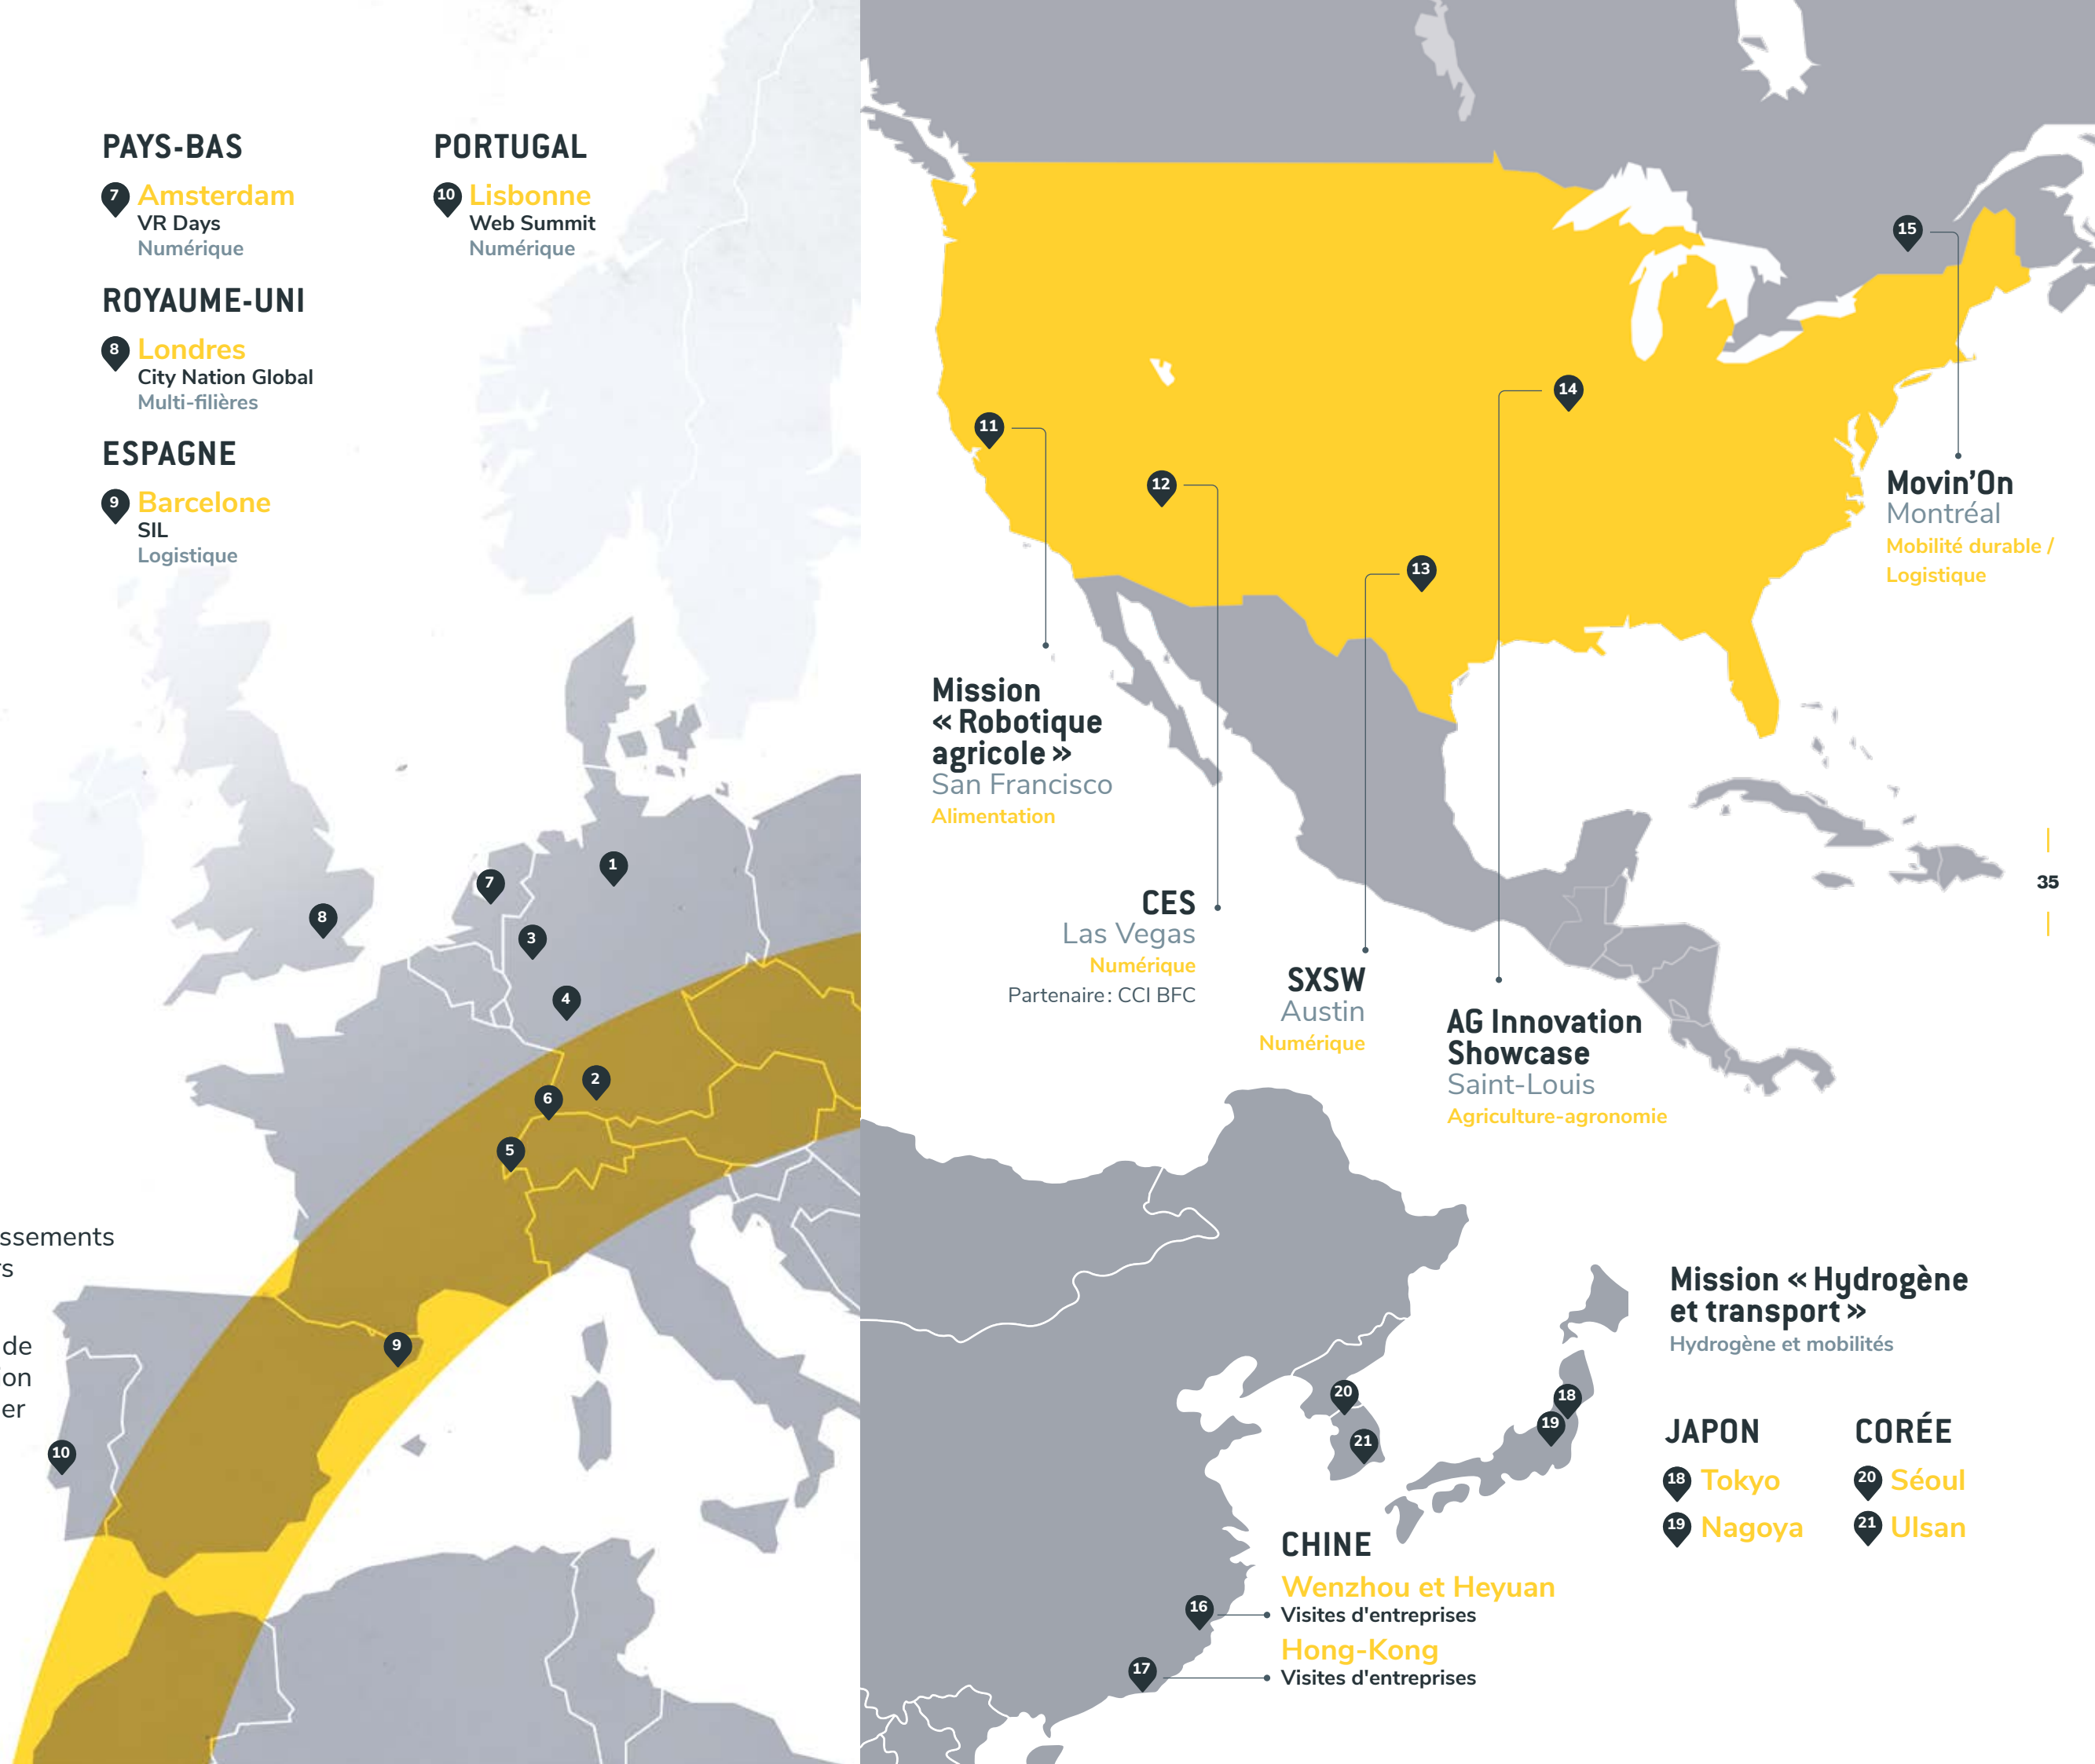 PAYS-BAS
7 Amsterdam
VR Days
Numérique
ROYAUME-UNI
8 Londres
City Nation Global
Multi-filières
ESPAGNE
9 Barcelone
SIL
Logistique
PORTUGAL
10 Lisbonne
Web Summit
Numérique
1
7
8
3
4
2
6
5
9
10
ssements
rs
de
on
er
15
14
11
12
13
Movin’On
Montréal
Mobilité durable /
Logistique
Mission
« Robotique
agricole »
San Francisco
Alimentation
CES
Las Vegas
Numérique
Partenaire : CCI BFC
SXSW
Austin
Numérique
AG Innovation
Showcase
Saint-Louis
Agriculture-agronomie
35
Mission « Hydrogène
et transport »
Hydrogène et mobilités
20
21
18
19
JAPON
18 Tokyo
19 Nagoya
CORÉE
20 Séoul
21 Ulsan
CHINE
Wenzhou et Heyuan
16 Visites d'entreprises
Hong-Kong
17 Visites d'entreprises